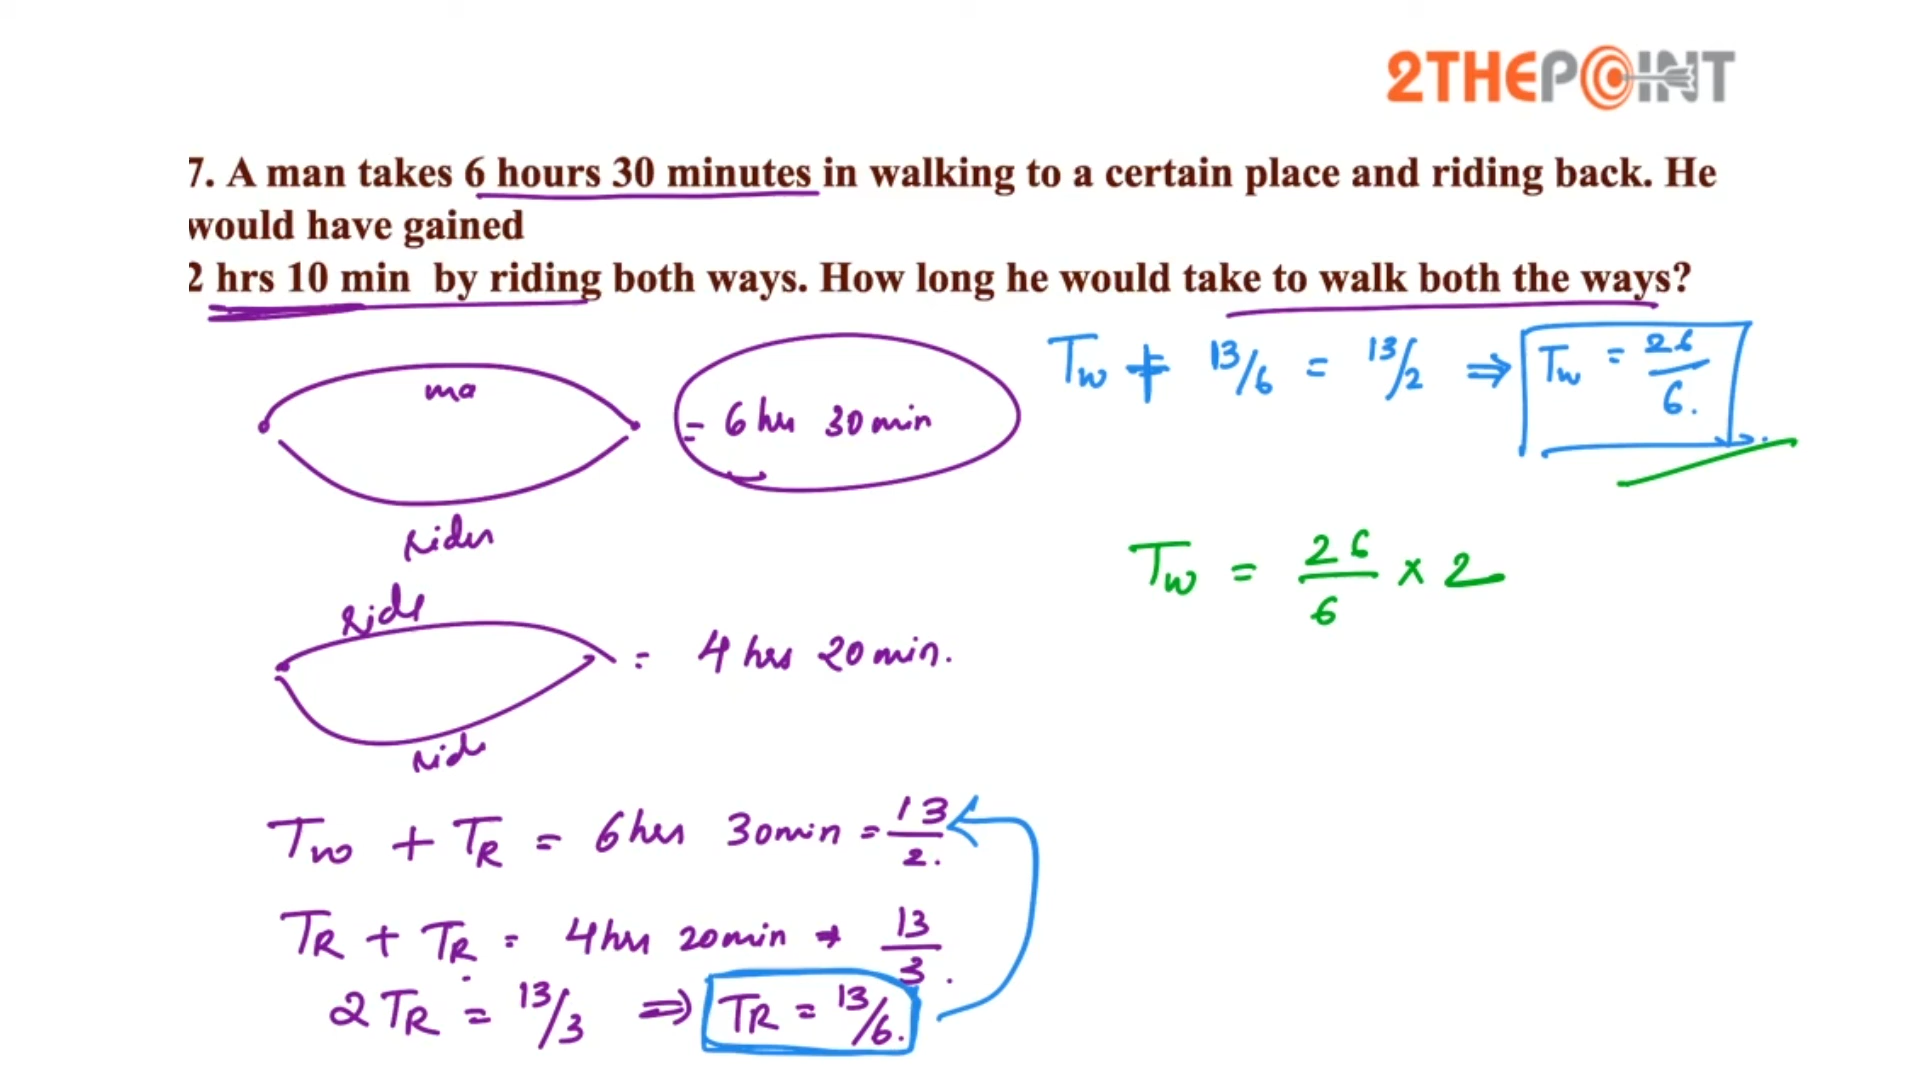 2THEPOINT
7. A man takes 6 hours 30 minutes in walking to a certain place and riding back. He
would have gained
2 hrs 10 min by riding both ways. How long he would take to walk both the ways?
Tw + 13/6 = 13/2 ⇒ Tw = 26/6.
= 6 hrs 30 min
Tw = 26/6 × 2
ride
= 4 hrs 20 min.
Tw + TR = 6 hrs 30 min = 13/2.
TR + TR = 4 hrs 20 min → 13/3.
2 TR = 13/3 ⇒ TR = 13/6.